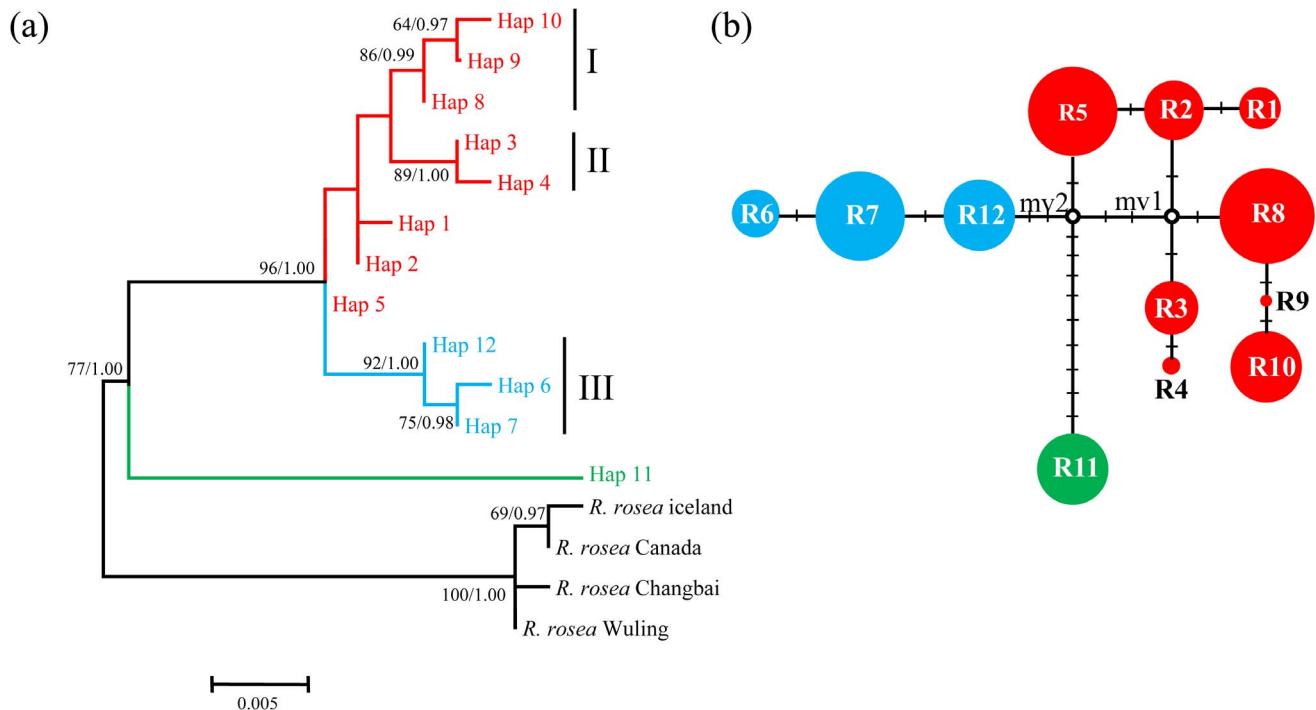 (a)
64/0.97
Hap 10
86/0.99
Hap 9
I
Hap 8
Hap 3
II
89/1.00
Hap 4
Hap 1
Hap 2
96/1.00
Hap 5
Hap 12
92/1.00
Hap 6
III
75/0.98
Hap 7
77/1.00
Hap 11
R. rosea iceland
69/0.97
R. rosea Canada
R. rosea Changbai
100/1.00
R. rosea Wuling
0.005
(b)
R5
R2
R1
R6
R7
R12
mv2
mv1
R8
R3
R9
R4
R10
R11